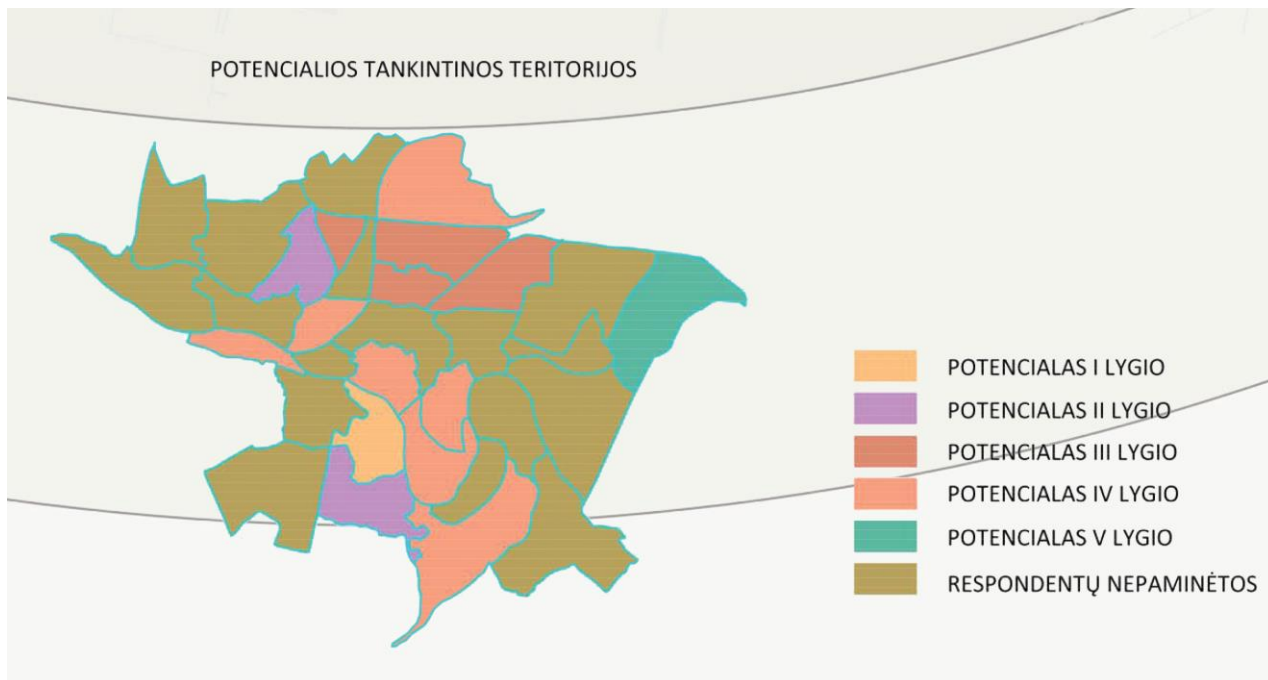 POTENCIALIOS TANKINTINOS TERITORIJOS
POTENCIALAS I LYGIO
POTENCIALAS II LYGIO
POTENCIALAS III LYGIO
POTENCIALAS IV LYGIO
POTENCIALAS V LYGIO
RESPONDENTŲ NEPAMINĖTOS